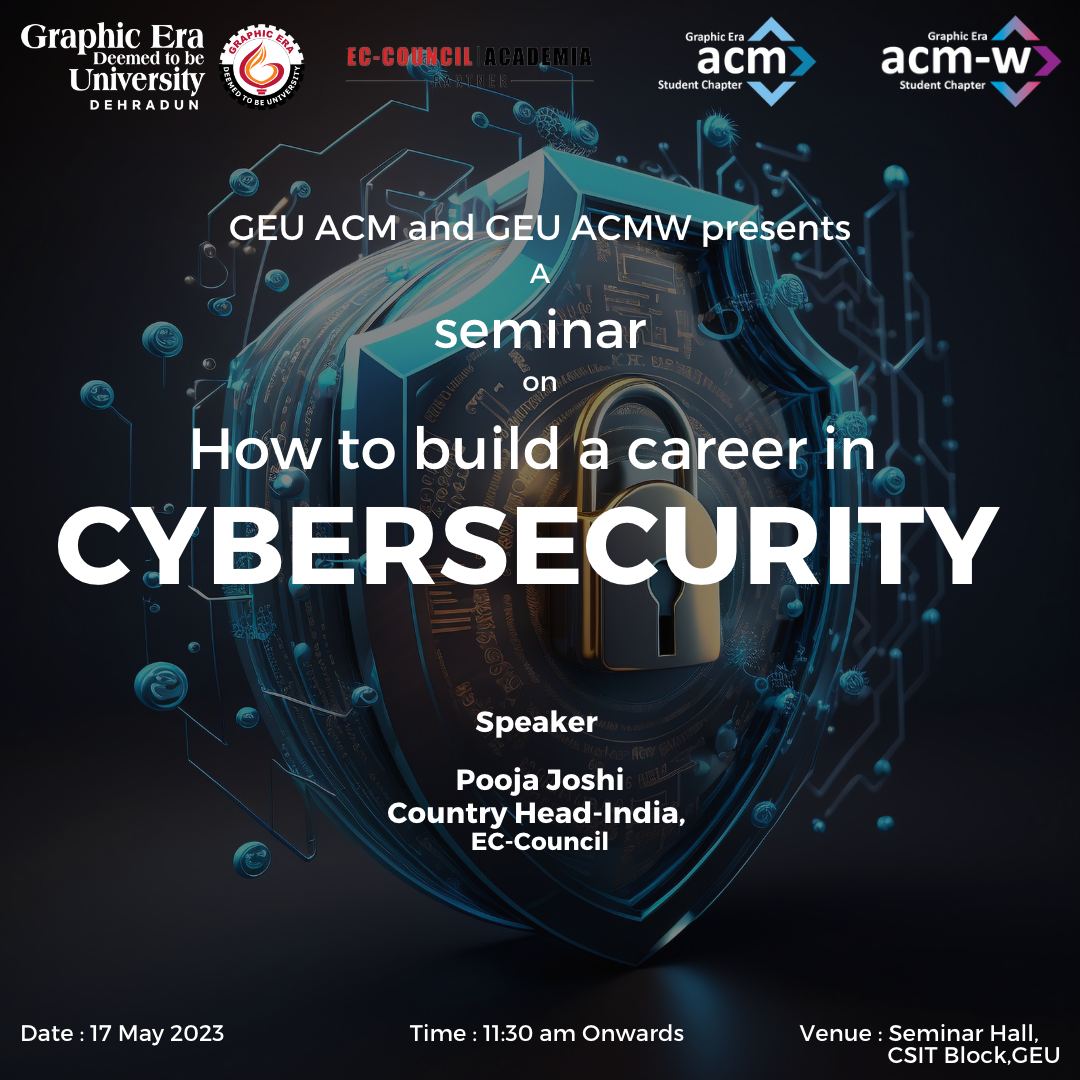 Graphic Era
Deemed to be
University
DEHRADUN
GRAPHIC ERA
DEEMED TO BE UNIVERSITY
EC-COUNCIL ACADEMIA
PARTNER
Graphic Era
acm
Student Chapter
Graphic Era
acm-w
Student Chapter
GEU ACM and GEU ACMW presents
A
seminar
on
How to build a career in
CYBERSECURITY
Speaker
Pooja Joshi
Country Head-India,
EC-Council
Date : 17 May 2023
Time : 11:30 am Onwards
Venue : Seminar Hall,
CSIT Block,GEU